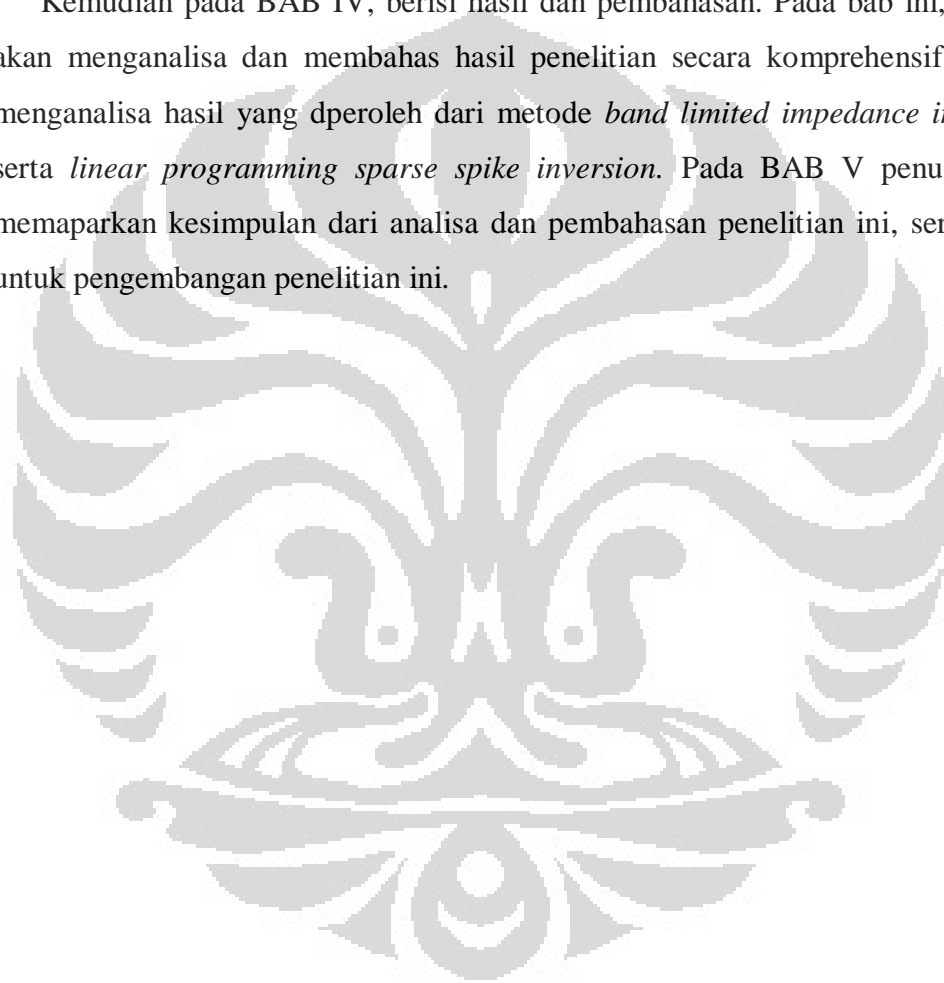 Kemudian pada BAB IV, berisi hasil dan pembahasan. Pada bab ini,
akan menganalisa dan membahas hasil penelitian secara komprehensif
menganalisa hasil yang dperoleh dari metode band limited impedance
serta linear programming sparse spike inversion. Pada BAB V
memaparkan kesimpulan dari analisa dan pembahasan penelitian ini,
untuk pengembangan penelitian ini.